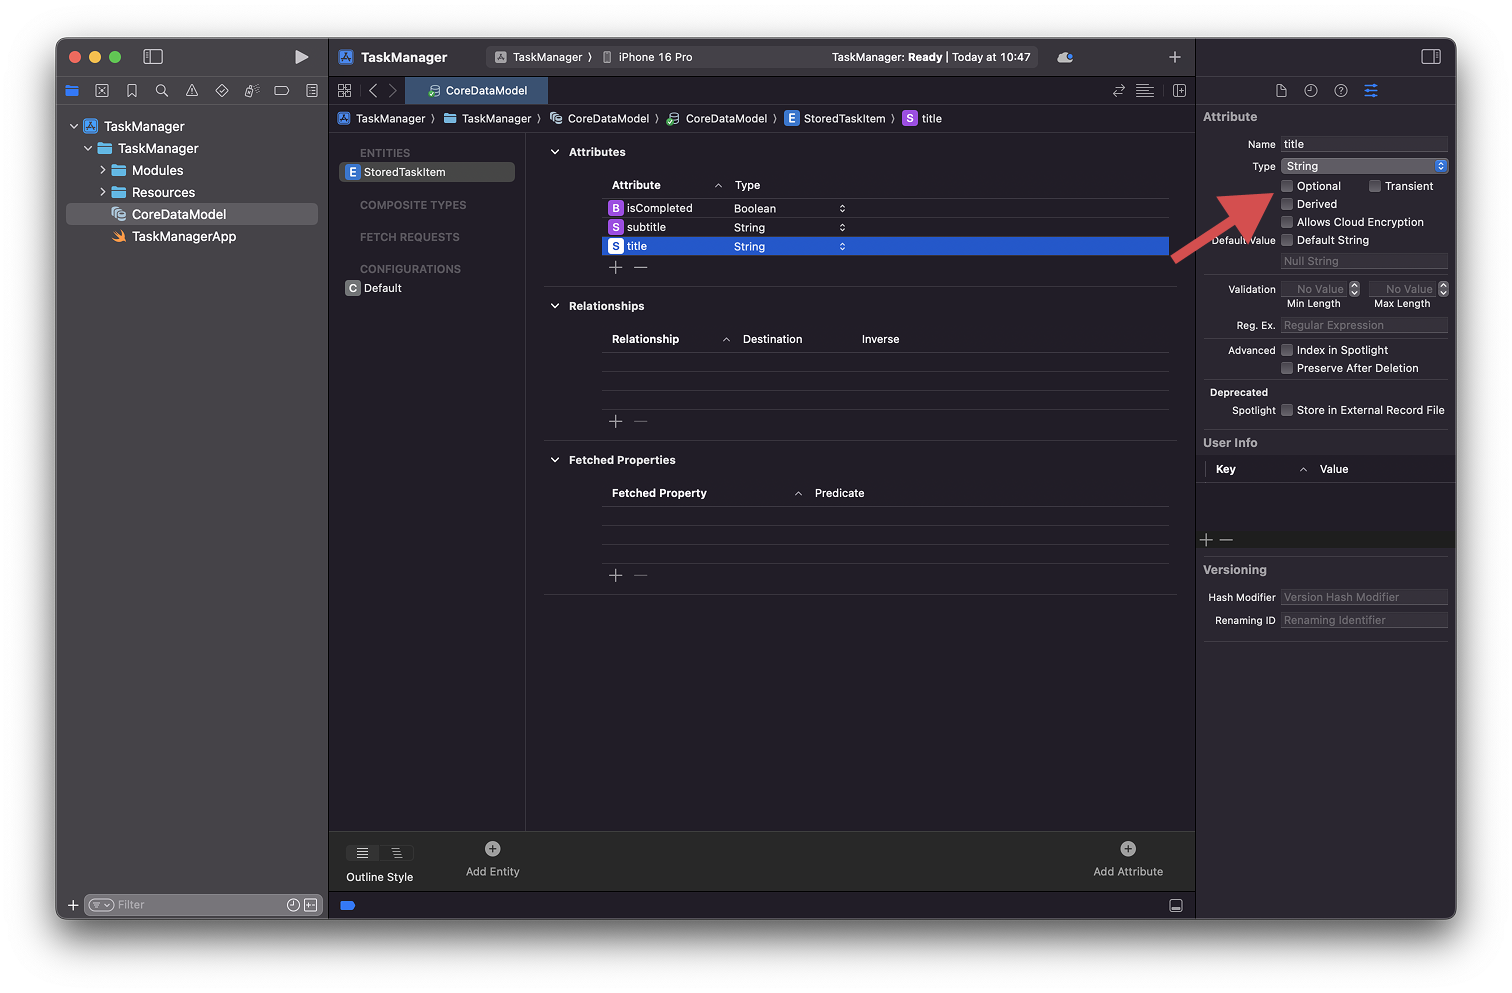 TaskManager
TaskManager
iPhone 16 Pro
TaskManager: Ready | Today at 10:47
CoreDataModel
TaskManager
TaskManager
Modules
Resources
CoreDataModel
TaskManagerApp
Filter
TaskManager
TaskManager
CoreDataModel
CoreDataModel
E StoredTaskItem
S title
ENTITIES
E StoredTaskItem
COMPOSITE TYPES
FETCH REQUESTS
CONFIGURATIONS
C Default
Attributes
Attribute Type
B isCompleted Boolean
S subtitle String
S title String
Relationships
Relationship Destination Inverse
Fetched Properties
Fetched Property Predicate
Outline Style
Add Entity
Add Attribute
Attribute
Name title
Type String
Optional Transient
Derived
Allows Cloud Encryption
Default Value Default String
Null String
Validation No Value No Value
Min Length Max Length
Reg. Ex. Regular Expression
Advanced Index in Spotlight
Preserve After Deletion
Deprecated
Spotlight Store in External Record File
User Info
Key Value
Versioning
Hash Modifier Version Hash Modifier
Renaming ID Renaming Identifier